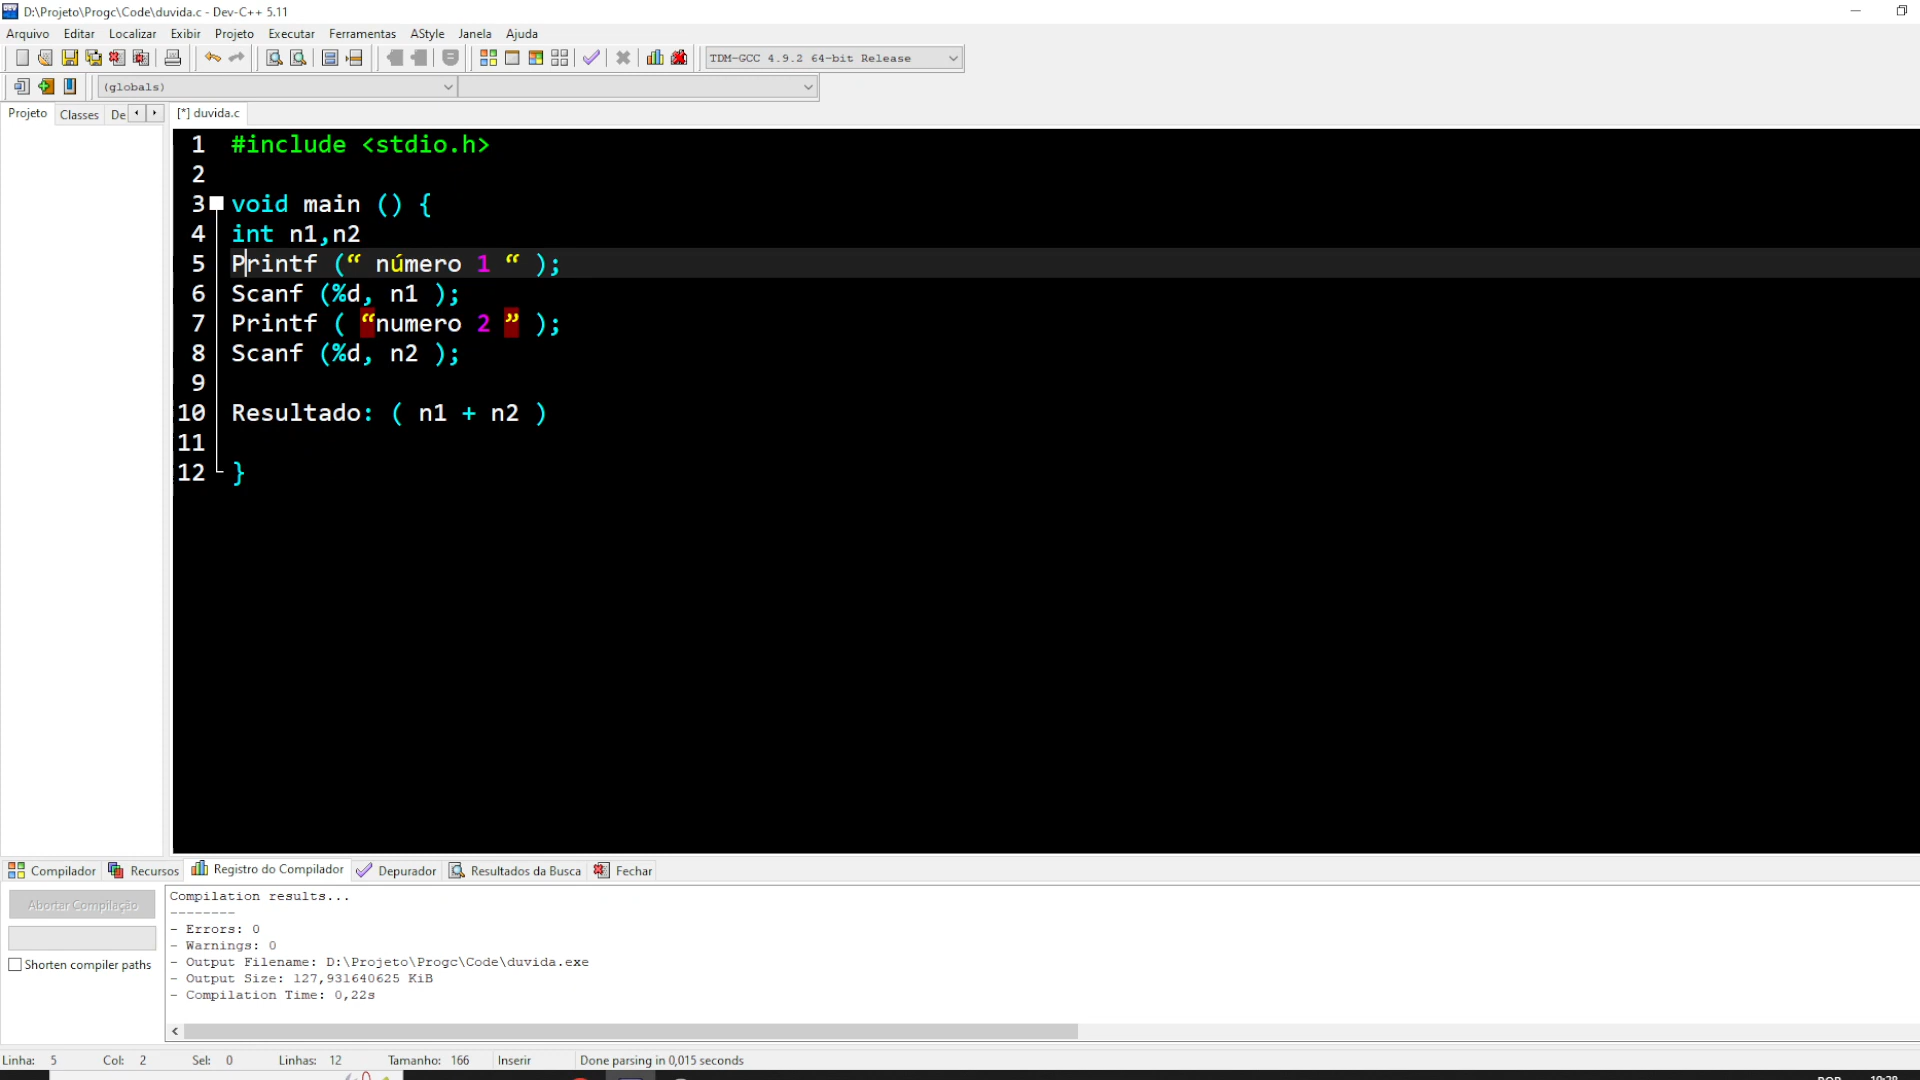 D:\Projeto\Progc\Code\duvida.c - Dev-C++ 5.11
Arquivo Editar Localizar Exibir Projeto Executar Ferramentas AStyle Janela Ajuda
TDM-GCC 4.9.2 64-bit Release
(globals)
Projeto Classes De [*] duvida.c
1 #include <stdio.h>
2
3 void main () {
4 int n1,n2
5 Printf (“ número 1 “ );
6 Scanf (%d, n1 );
7 Printf ( “numero 2 ” );
8 Scanf (%d, n2 );
9
10 Resultado: ( n1 + n2 )
11
12 }
Compilador Recursos Registro do Compilador Depurador Resultados da Busca Fechar
Abortar Compilação
Shorten compiler paths
Compilation results...
--------
- Errors: 0
- Warnings: 0
- Output Filename: D:\Projeto\Progc\Code\duvida.exe
- Output Size: 127,931640625 KiB
- Compilation Time: 0,22s
Linha: 5 Col: 2 Sel: 0 Linhas: 12 Tamanho: 166 Inserir Done parsing in 0,015 seconds